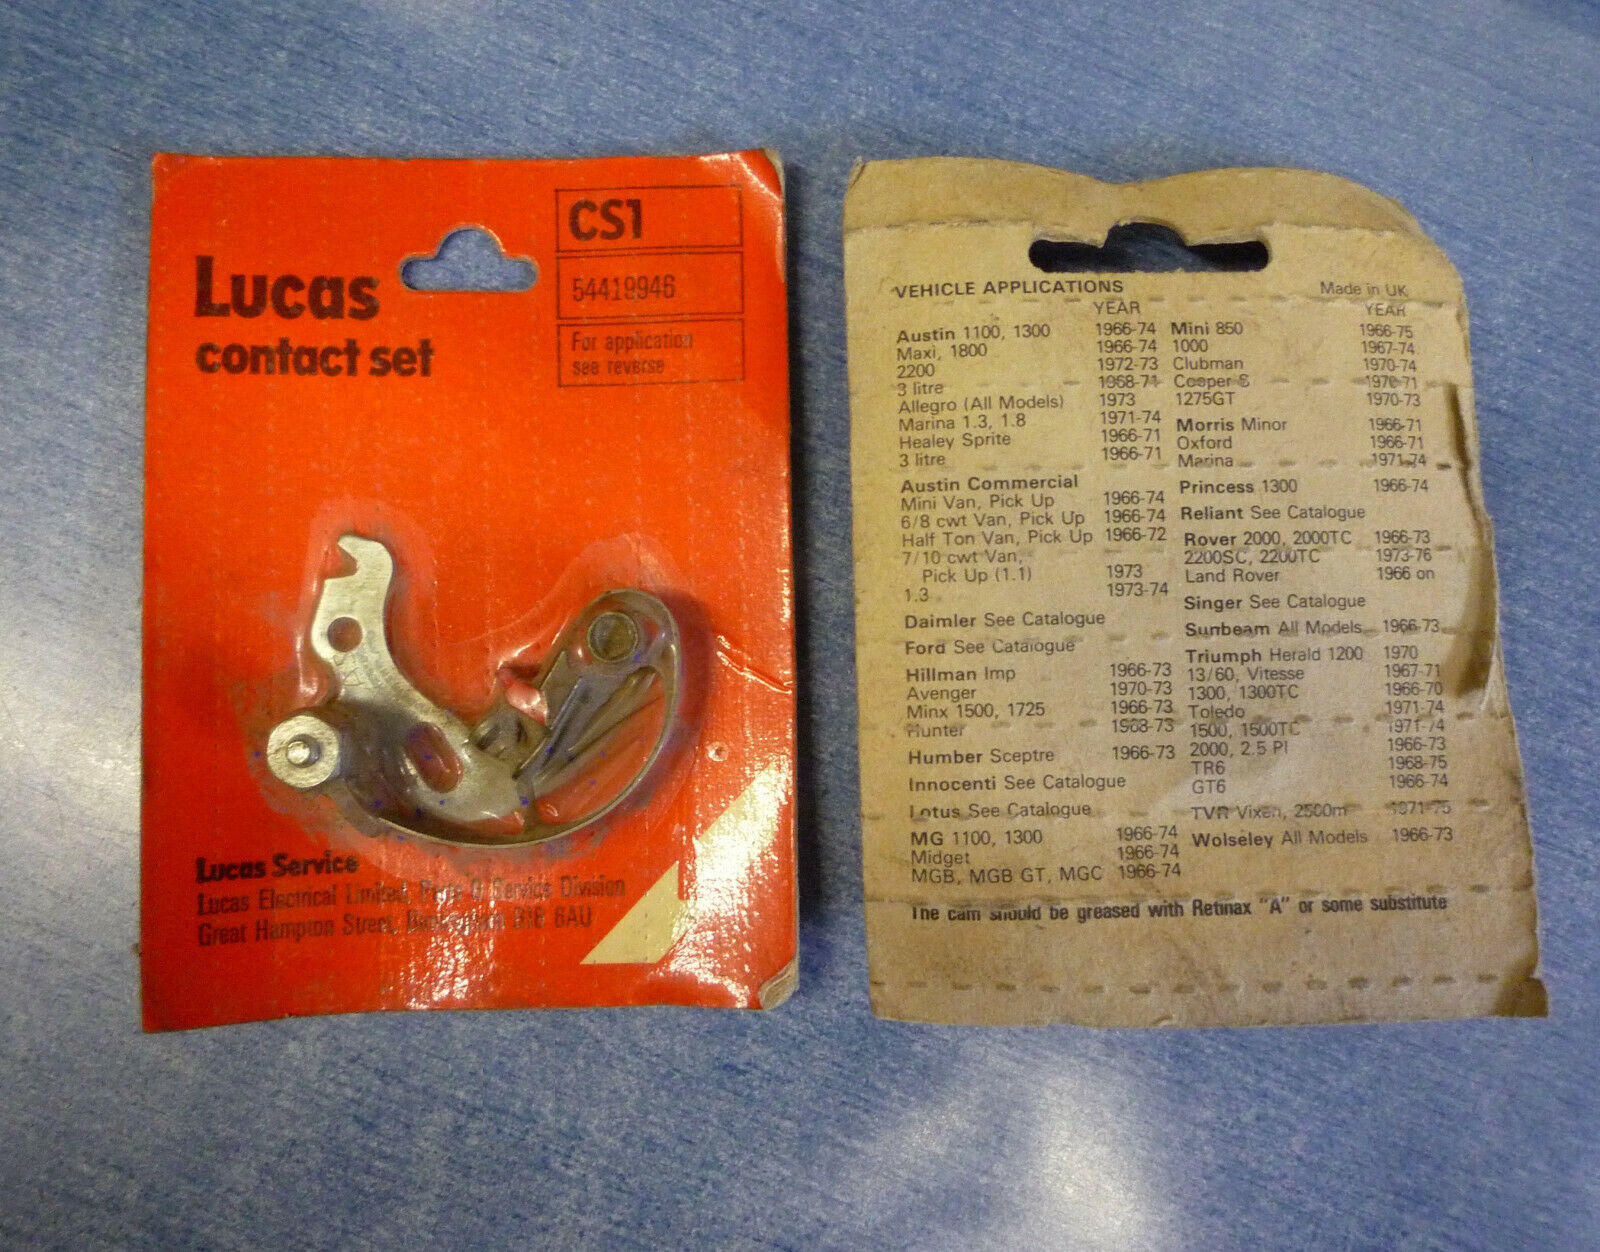 Lucas
contact set
CS1
54419946
For application
see reverse
Lucas Service
Lucas Electrical Limited, Parts & Service Division
Great Hampton Street, Birmingham B18 6AU
VEHICLE APPLICATIONS Made in UK
YEAR YEAR
Austin 1100, 1300 1966-74
Maxi, 1800 1966-74
2200 1972-73
3 litre 1968-71
Allegro (All Models) 1973
Marina 1.3, 1.8 1971-74
Healey Sprite 1966-71
3 litre 1966-71
Austin Commercial
Mini Van, Pick Up 1966-74
6/8 cwt Van, Pick Up 1966-74
Half Ton Van, Pick Up 1966-72
7/10 cwt Van,
Pick Up (1.1) 1973
1.3 1973-74
Daimler See Catalogue
Ford See Catalogue
Hillman Imp 1966-73
Avenger 1970-73
Minx 1500, 1725 1966-73
Hunter 1968-73
Humber Sceptre 1966-73
Innocenti See Catalogue
Lotus See Catalogue
MG 1100, 1300 1966-74
Midget 1966-74
MGB, MGB GT, MGC 1966-74
Mini 850 1966-75
1000 1967-74
Clubman 1970-74
Cooper S 1970-71
1275GT 1970-73
Morris Minor 1966-71
Oxford 1966-71
Marina 1971-74
Princess 1300 1966-74
Reliant See Catalogue
Rover 2000, 2000TC 1966-73
2200SC, 2200TC 1973-76
Land Rover 1966 on
Singer See Catalogue
Sunbeam All Models 1966-73
Triumph Herald 1200 1970
13/60, Vitesse 1967-71
1300, 1300TC 1966-70
Toledo 1971-74
1500, 1500TC 1971-74
2000, 2.5 PI 1966-73
TR6 1968-75
GT6 1966-74
TVR Vixen, 2500m 1971-75
Wolseley All Models 1966-73
The cam should be greased with Retinax "A" or some substitute